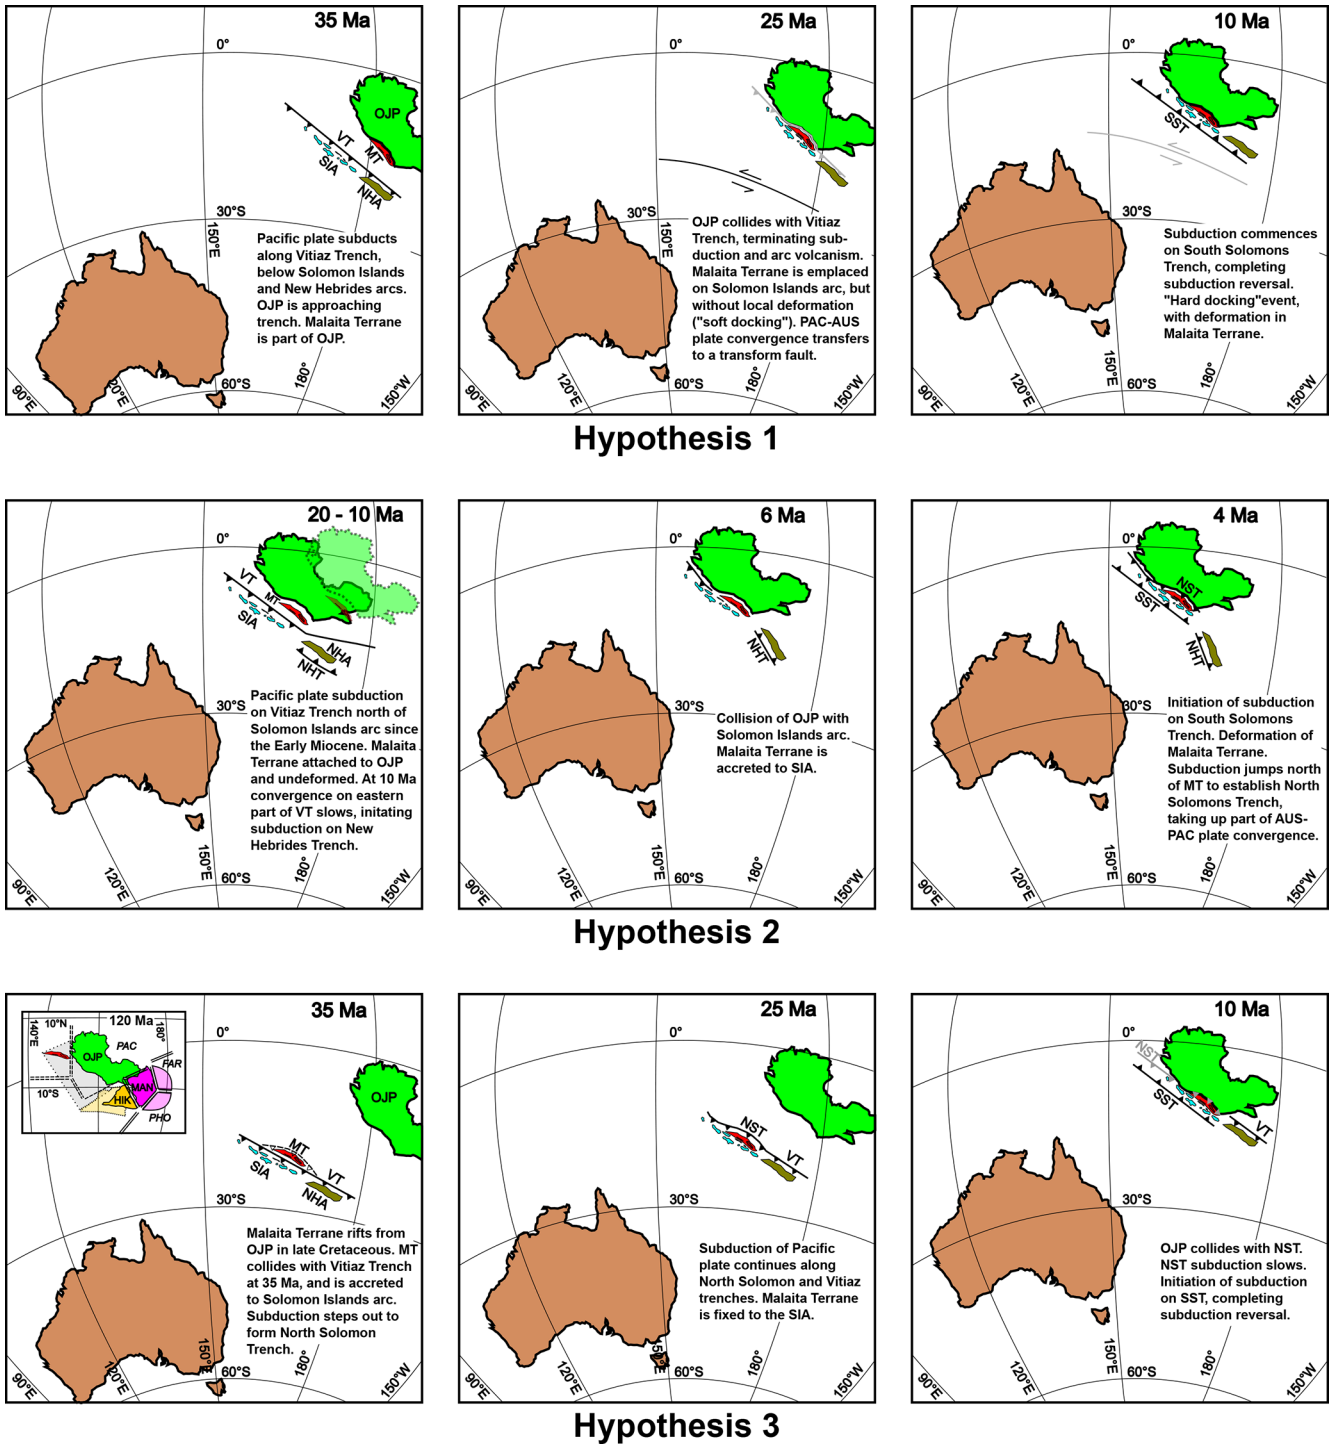 35 Ma
0°
OJP
VT
MT
SIA
NHA
30°S
150°E
Pacific plate subducts
along Vitiaz Trench,
below Solomon Islands
and New Hebrides arcs.
OJP is approaching
trench. Malaita Terrane
is part of OJP.
60°S
90°E
120°E
180°
150°W
25 Ma
0°
30°S
150°E
OJP collides with Vitiaz
Trench, terminating sub-
duction and arc volcanism.
Malaita Terrane is emplaced
on Solomon Islands arc, but
without local deformation
("soft docking"). PAC-AUS
plate convergence transfers
to a transform fault.
60°S
90°E
120°E
180°
150°W
10 Ma
0°
SST
30°S
Subduction commences
on South Solomons
Trench, completing
subduction reversal.
"Hard docking"event,
with deformation in
Malaita Terrane.
150°E
60°S
90°E
120°E
180°
150°W
Hypothesis 1
20 - 10 Ma
0°
VT
MT
SIA
NHA
NHT
30°S
Pacific plate subduction
on Vitiaz Trench north of
Solomon Islands arc since
the Early Miocene. Malaita
Terrane attached to OJP
and undeformed. At 10 Ma
convergence on eastern
part of VT slows, initating
subduction on New
Hebrides Trench.
150°E
60°S
90°E
120°E
180°
150°W
6 Ma
0°
NHT
30°S
Collision of OJP with
Solomon Islands arc.
Malaita Terrane is
accreted to SIA.
150°E
60°S
90°E
120°E
180°
150°W
4 Ma
0°
NST
SST
NHT
30°S
Initiation of subduction
on South Solomons
Trench. Deformation of
Malaita Terrane.
Subduction jumps north
of MT to establish North
Solomons Trench,
taking up part of AUS-
PAC plate convergence.
150°E
60°S
90°E
120°E
180°
150°W
Hypothesis 2
35 Ma
120 Ma
140°E
10°N
180°
OJP
PAC
FAR
MAN
10°S
HIK
PHO
0°
OJP
MT
SIA
VT
NHA
30°S
Malaita Terrane rifts from
OJP in late Cretaceous. MT
collides with Vitiaz Trench
at 35 Ma, and is accreted
to Solomon Islands arc.
Subduction steps out to
form North Solomon
Trench.
150°E
60°S
90°E
120°E
180°
150°W
25 Ma
0°
NST
VT
30°S
Subduction of Pacific
plate continues along
North Solomon and Vitiaz
trenches. Malaita Terrane
is fixed to the SIA.
150°E
60°S
90°E
120°E
180°
150°W
10 Ma
0°
NST
SST
VT
30°S
OJP collides with NST.
NST subduction slows.
Initiation of subduction
on SST, completing
subduction reversal.
150°E
60°S
90°E
120°E
180°
150°W
Hypothesis 3